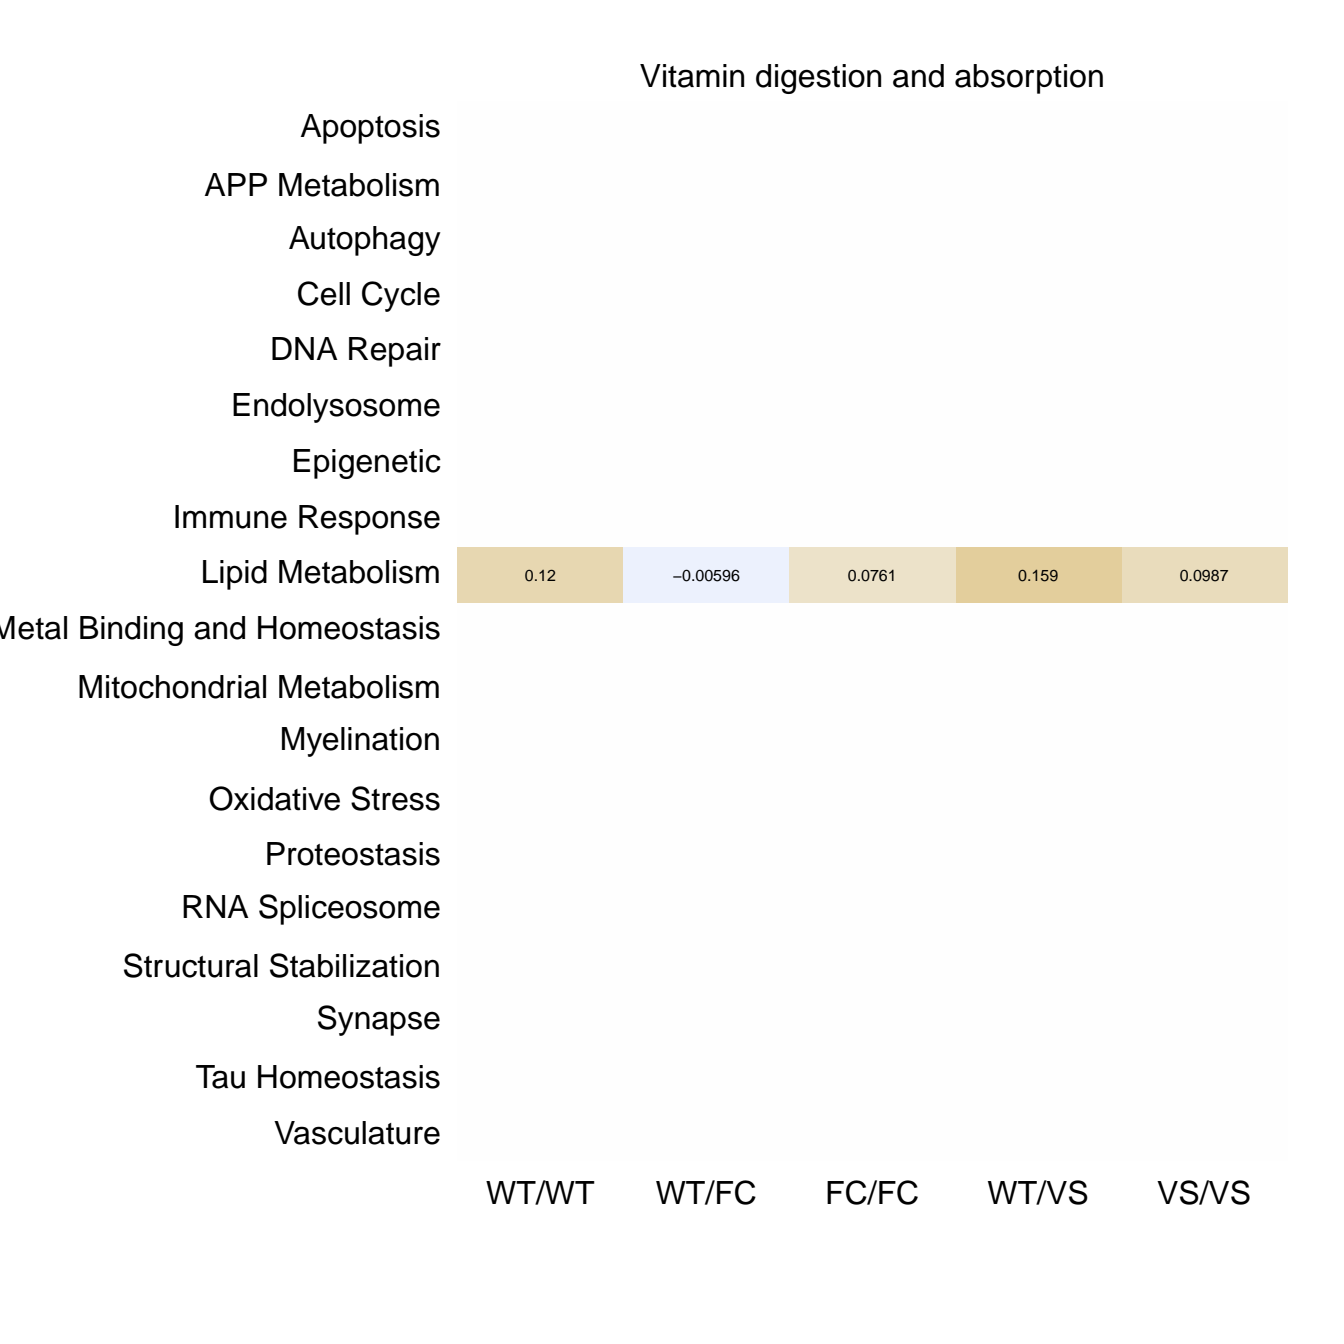 Vitamin digestion and absorption
Apoptosis
APP Metabolism
Autophagy
Cell Cycle
DNA Repair
Endolysosome
Epigenetic
Immune Response
Lipid Metabolism 0.12 −0.00596 0.0761 0.159 0.0987
Metal Binding and Homeostasis
Mitochondrial Metabolism
Myelination
Oxidative Stress
Proteostasis
RNA Spliceosome
Structural Stabilization
Synapse
Tau Homeostasis
Vasculature
WT/WT WT/FC FC/FC WT/VS VS/VS